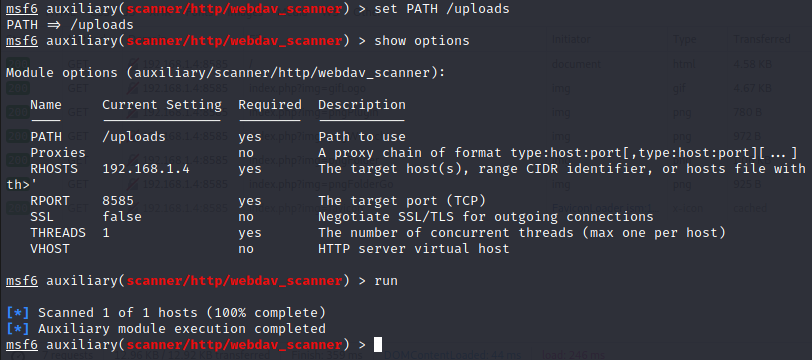 msf6 auxiliary(scanner/http/webdav_scanner) > set PATH /uploads
PATH ⇒ /uploads
msf6 auxiliary(scanner/http/webdav_scanner) > show options
Module options (auxiliary/scanner/http/webdav_scanner):
Name Current Setting Required Description
PATH /uploads yes Path to use
Proxies no A proxy chain of format type:host:port[,type:host:port][...]
RHOSTS 192.168.1.4 yes The target host(s), range CIDR identifier, or hosts file with
th>'
RPORT 8585 yes The target port (TCP)
SSL false no Negotiate SSL/TLS for outgoing connections
THREADS 1 yes The number of concurrent threads (max one per host)
VHOST no HTTP server virtual host
msf6 auxiliary(scanner/http/webdav_scanner) > run
[*] Scanned 1 of 1 hosts (100% complete)
[*] Auxiliary module execution completed
msf6 auxiliary(scanner/http/webdav_scanner) >